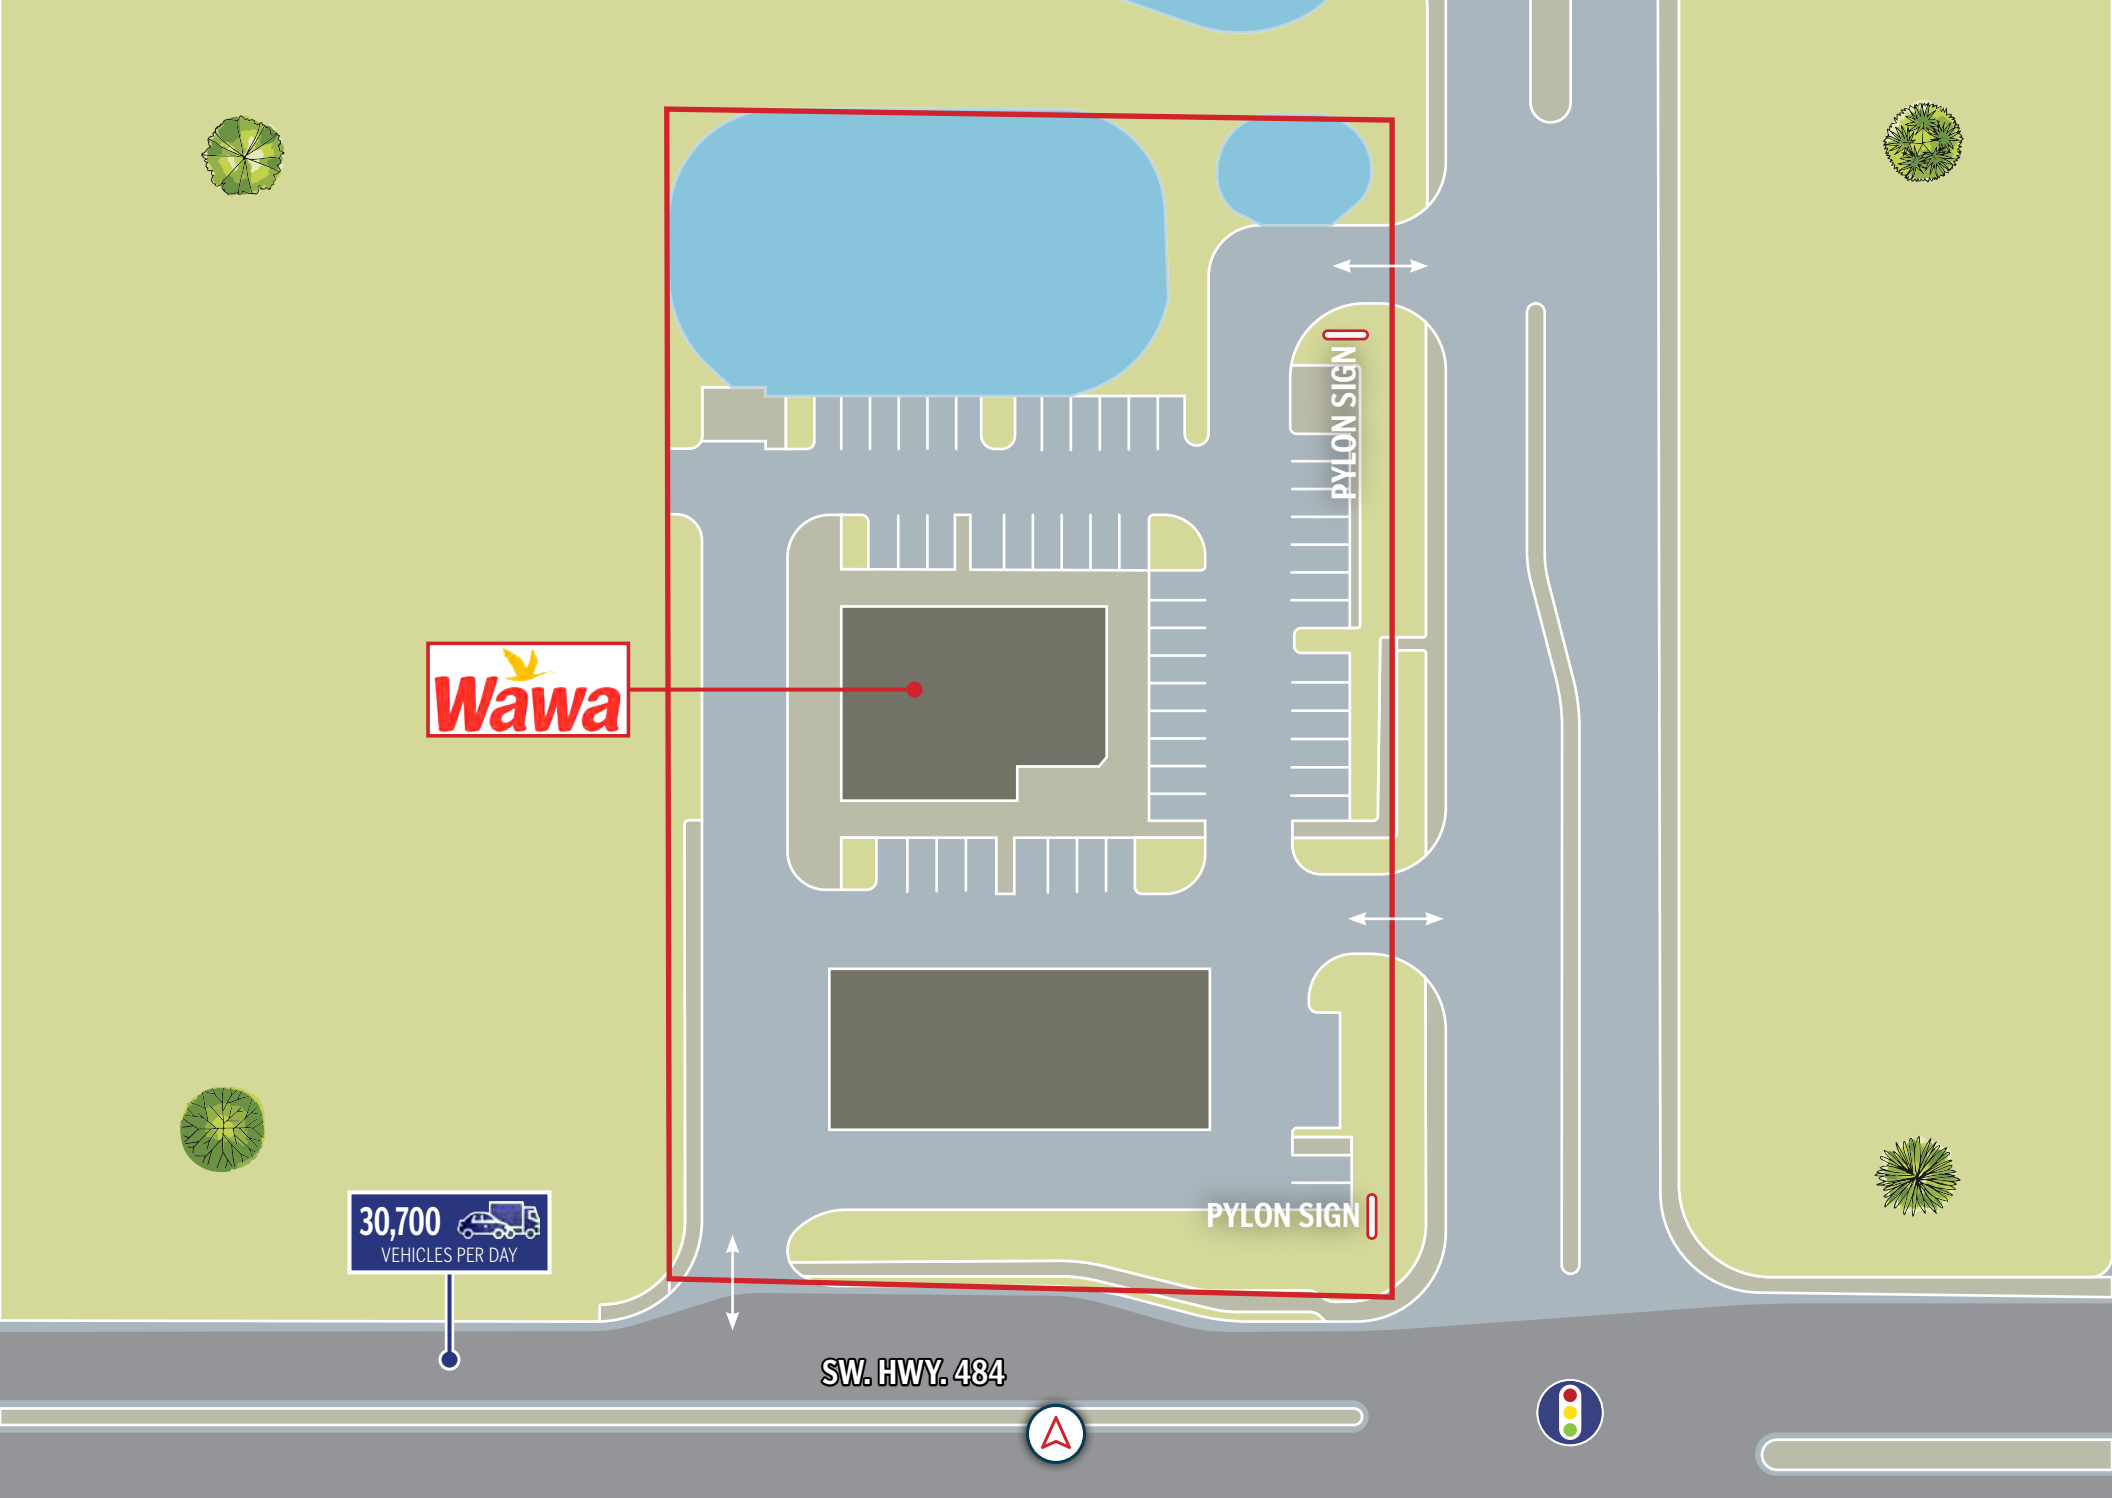 PYLON SIGN
Wawa
30,700
VEHICLES PER DAY
PYLON SIGN
SW. HWY. 484